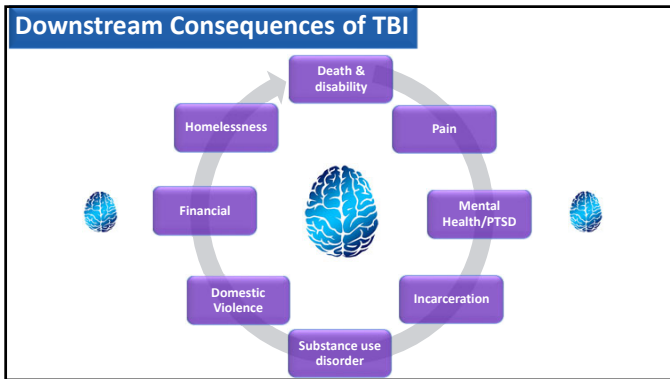 Downstream Consequences of TBI
Death &
disability
Pain
Mental
Health/PTSD
Incarceration
Substance use
disorder
Domestic
Violence
Financial
Homelessness